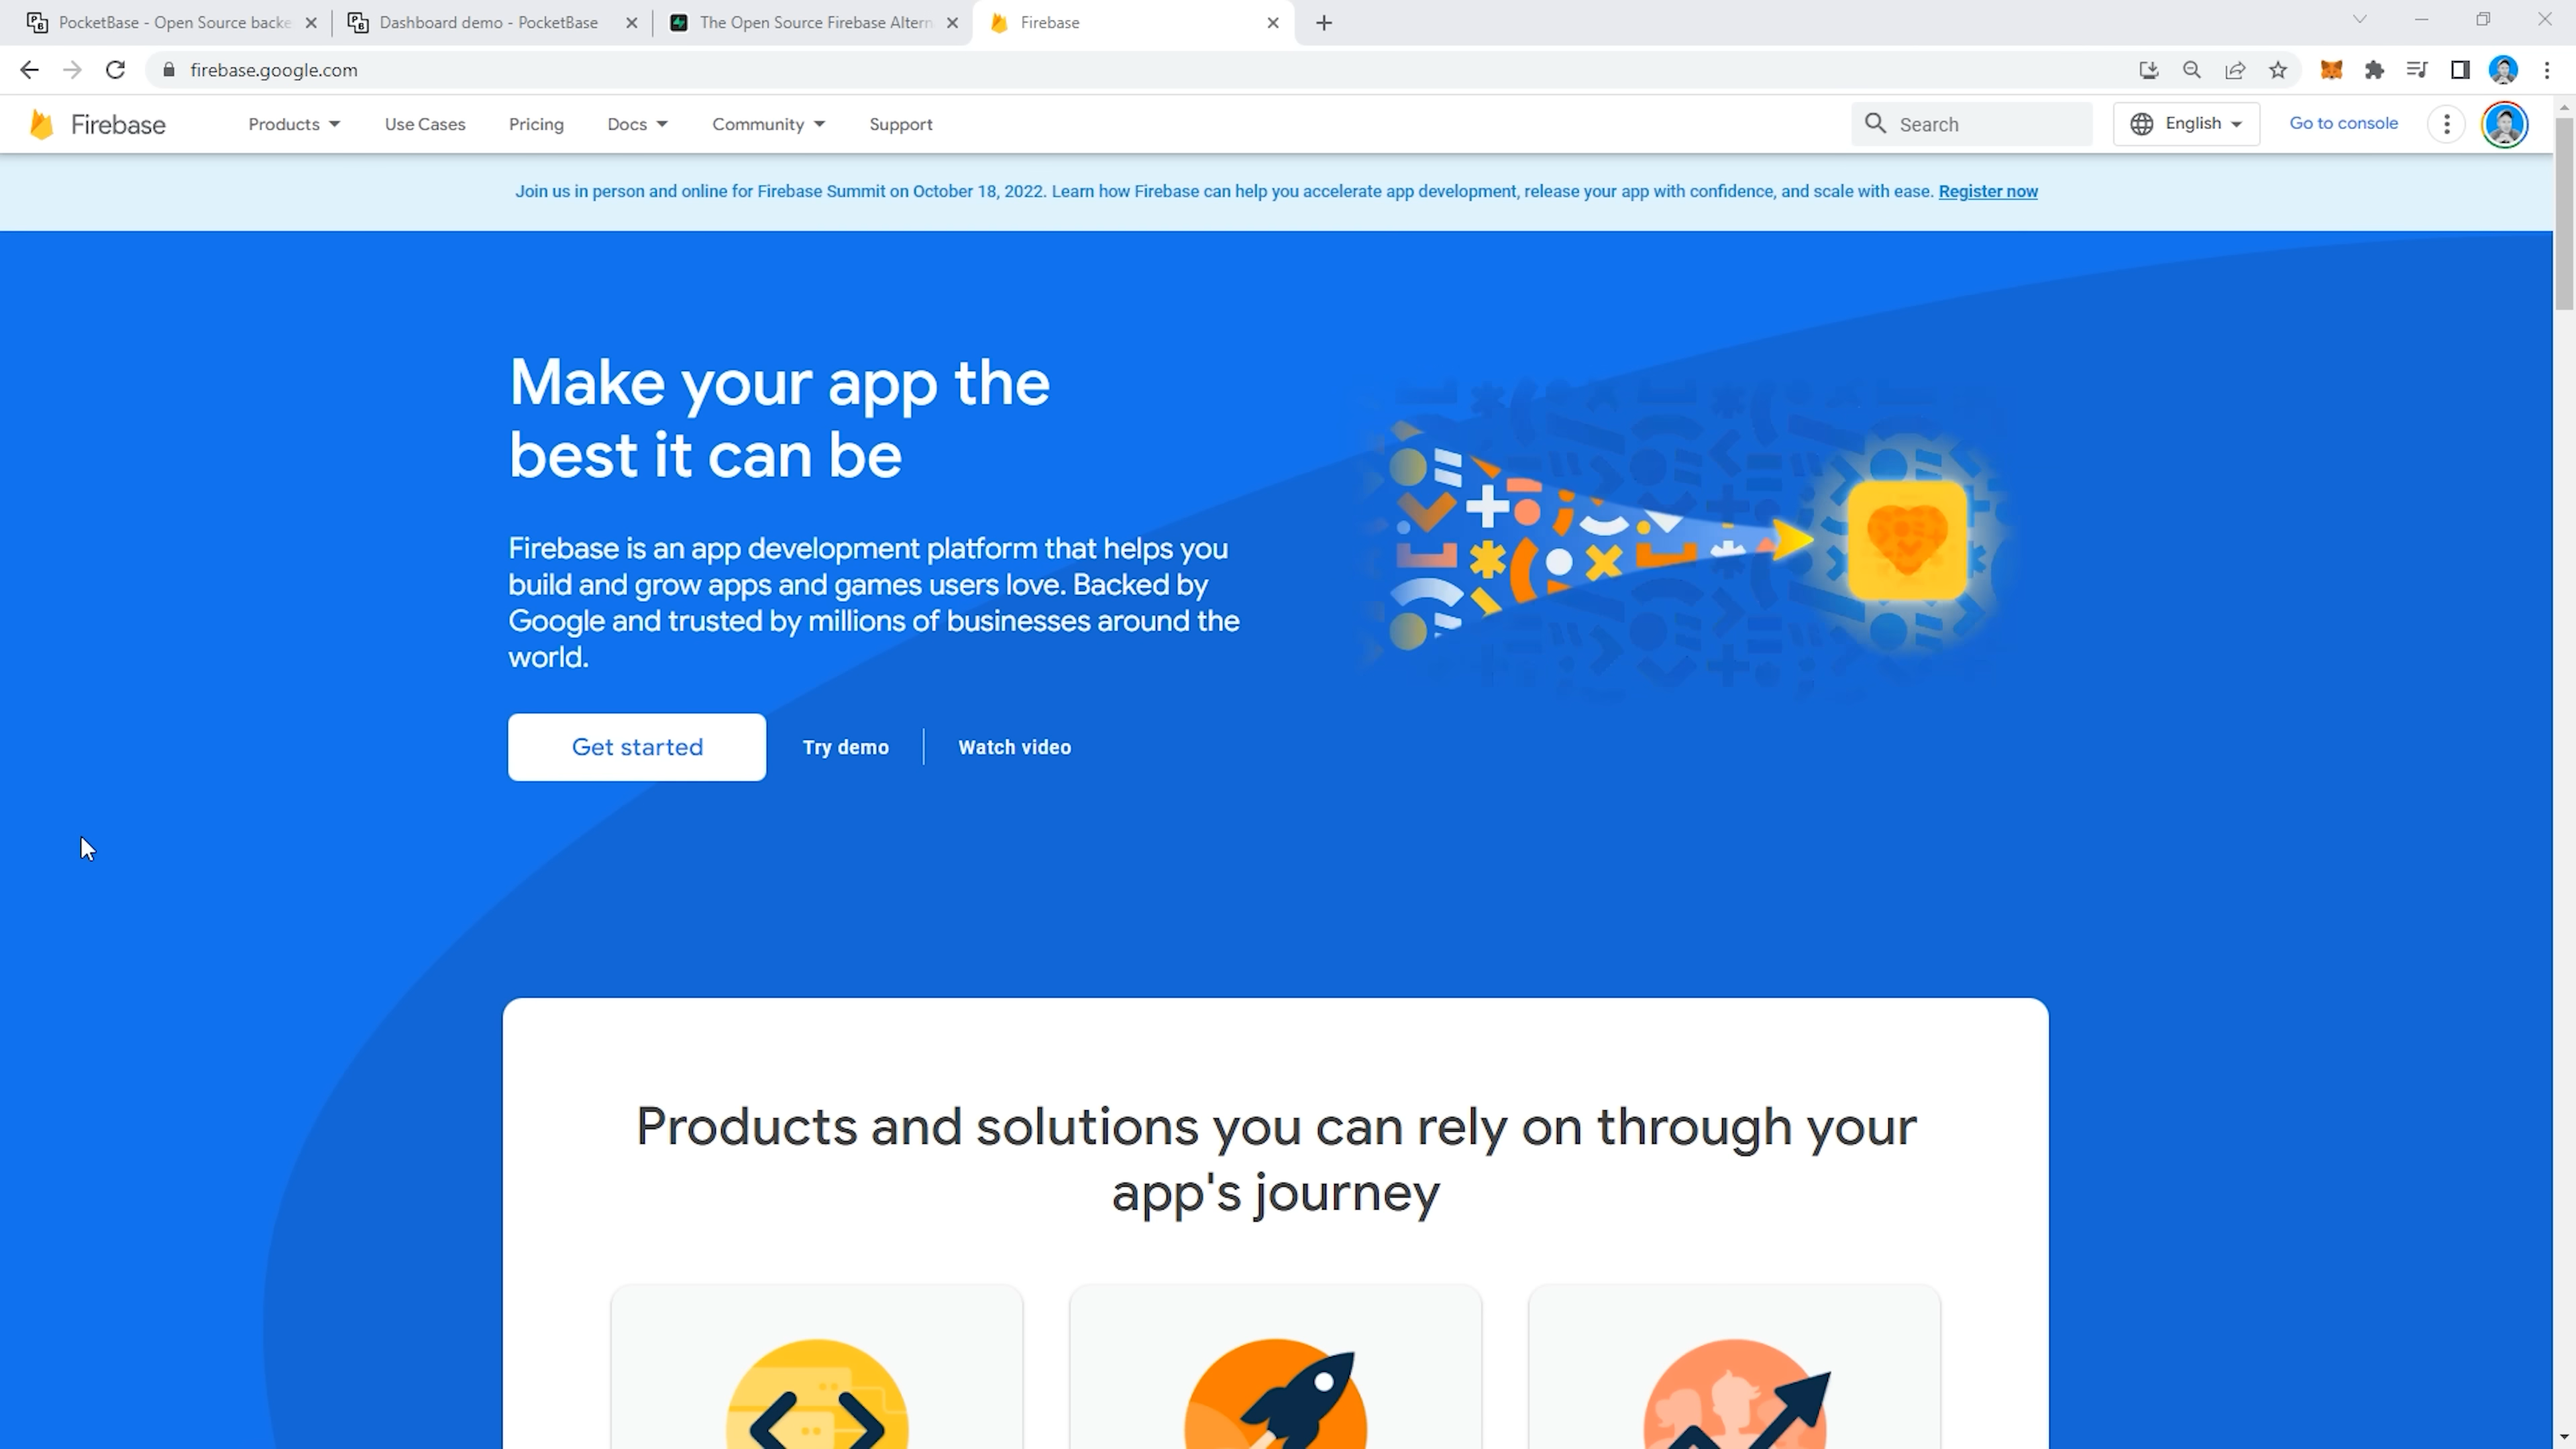 PocketBase - Open Source backe
Dashboard demo - PocketBase
The Open Source Firebase Altern
Firebase
firebase.google.com
Firebase
Products
Use Cases
Pricing
Docs
Community
Support
Search
English
Go to console
Join us in person and online for Firebase Summit on October 18, 2022. Learn how Firebase can help you accelerate app development, release your app with confidence, and scale with ease. Register now
Make your app the
best it can be
Firebase is an app development platform that helps you
build and grow apps and games users love. Backed by
Google and trusted by millions of businesses around the
world.
Get started
Try demo
Watch video
Products and solutions you can rely on through your
app's journey